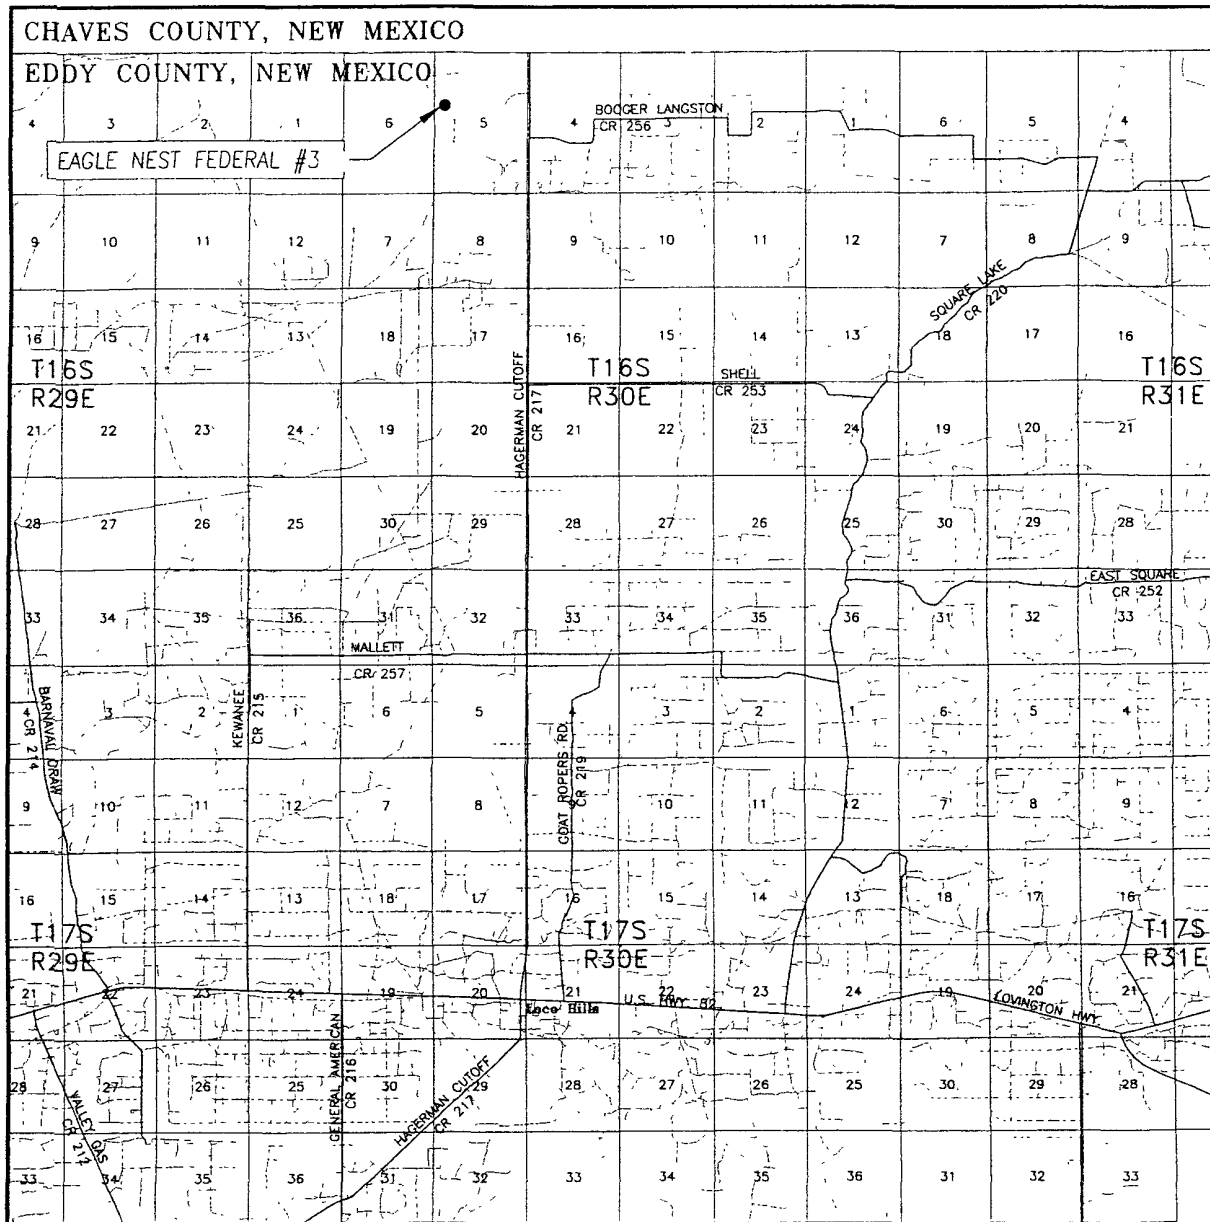 CHAVES COUNTY, NEW MEXICO
EDDY COUNTY, NEW MEXICO
4 3 2 1 6 5 4 3 2 1 6 5 4
BOOGER LANGSTON
CR 256
EAGLE NEST FEDERAL #3
9 10 11 12 7 8 9 10 11 12 7 8 9
SQUARE LAKE
CR 220
16 15 14 13 18 17 16 15 14 13 18 17 16
T16S
R29E
T16S
R30E
T16S
R31E
HAGERMAN CUTOFF
CR 217
SHELL
CR 253
21 22 23 24 19 20 21 22 23 24 19 20 21
28 27 26 25 30 29 28 27 26 25 30 29 28
EAST SQUARE
CR 252
33 34 35 36 31 32 33 34 35 36 31 32 33
MALLETT
CR 257
BARNAVAL DRAW
CR 214
KEWANEE
CR 215
4 3 2 1 6 5 4 3 2 1 6 5 4
GOAT ROPERS RD
CR 219
9 10 11 12 7 8 9 10 11 12 7 8 9
16 15 14 13 18 17 16 15 14 13 18 17 16
T17S
R29E
T17S
R30E
T17S
R31E
21 22 23 24 19 20 21 22 23 24 19 20 21
U.S. HWY 82
LOVINGTON HWY
Loco Hills
GENERAL AMERICAN
CR 216
HAGERMAN CUTOFF
CR 217
28 27 26 25 30 29 28 27 26 25 30 29 28
VALLEY GAS
CR 212
33 34 35 36 31 32 33 34 35 36 31 32 33